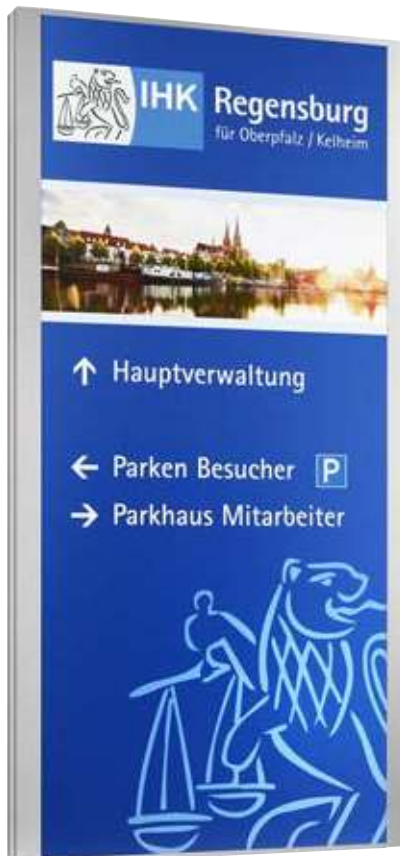 IHK Regensburg
für Oberpfalz / Kelheim
Hauptverwaltung
Parken Besucher P
Parkhaus Mitarbeiter